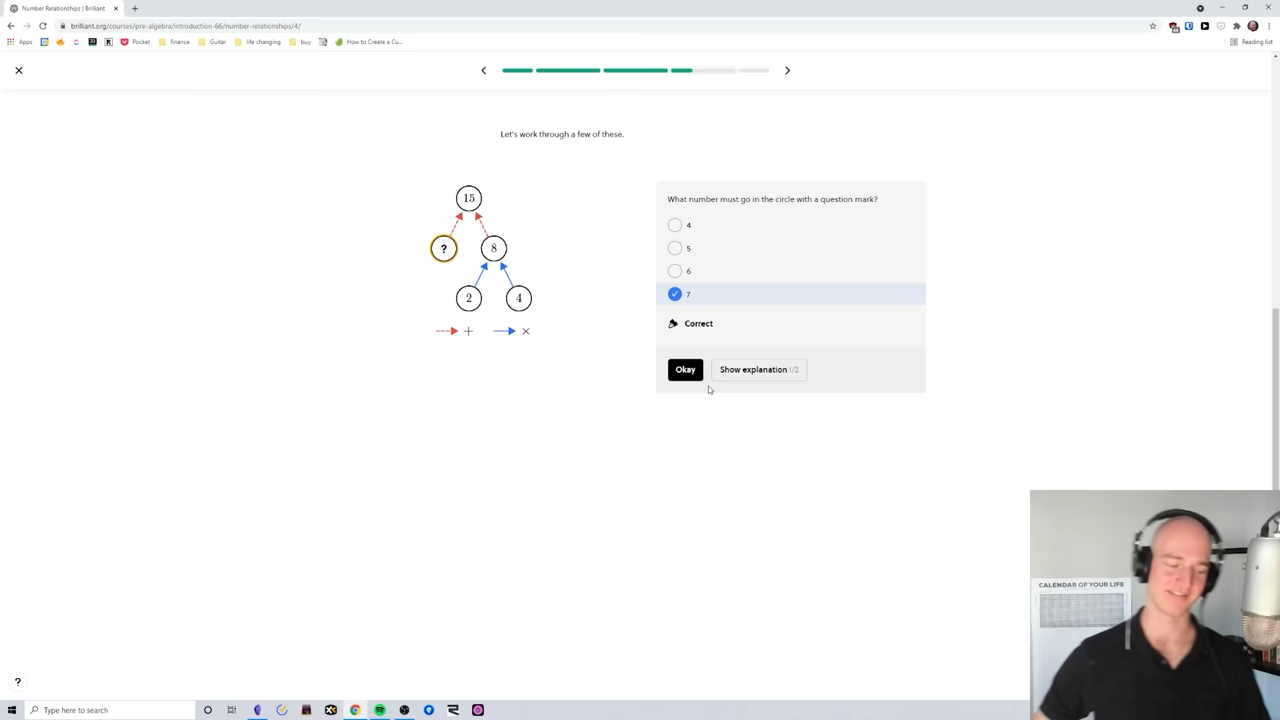 Number Relationships | Brilliant
brilliant.org/courses/pre-algebra/introduction-66/number-relationships/4/
Apps
Pocket
finance
Guitar
life changing
buy
How to Create a Cu...
Reading list
Let's work through a few of these.
15
? 8
2 4
+ ×
What number must go in the circle with a question mark?
4
5
6
7
Correct
Okay
Show explanation 1/2
CALENDAR OF YOUR LIFE
?
Type here to search